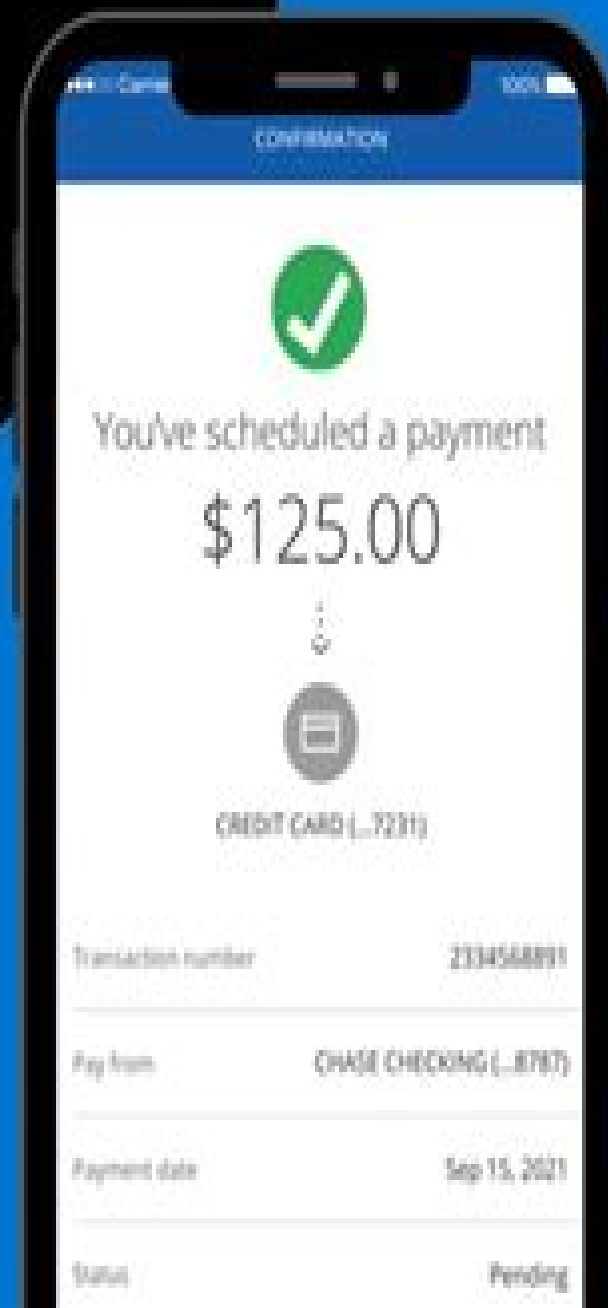 CONFIRMATION
100%
You've scheduled a payment
$125.00
CREDIT CARD (...7231)
Transaction number 2334568891
Pay from CHASE CHECKING (...8787)
Payment date Sep 15, 2021
Status Pending